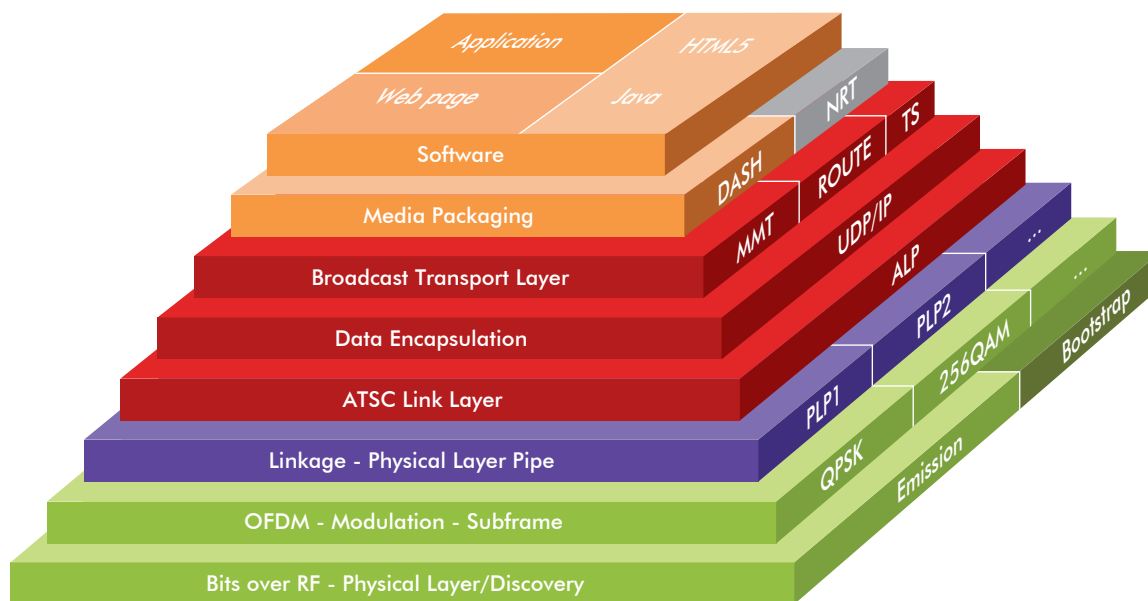 Application
HTML5
Web page
Java
Software
NRT
DASH
Media Packaging
TS
ROUTE
MMT
Broadcast Transport Layer
UDP/IP
Data Encapsulation
ALP
ATSC Link Layer
...
PLP2
PLP1
Linkage - Physical Layer Pipe
...
256QAM
QPSK
OFDM - Modulation - Subframe
Bootstrap
Emission
Bits over RF - Physical Layer/Discovery